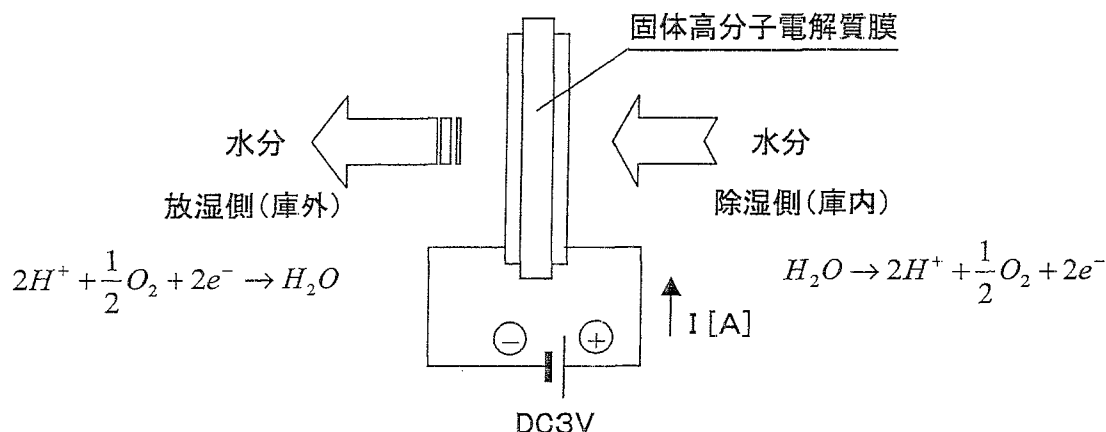 固体高分子電解質膜
水分
水分
放湿側(庫外)
除湿側(庫内)
2H⁺ + 1/2 O₂ + 2e⁻ → H₂O
H₂O → 2H⁺ + 1/2 O₂ + 2e⁻
I [A]
− +
DC3V